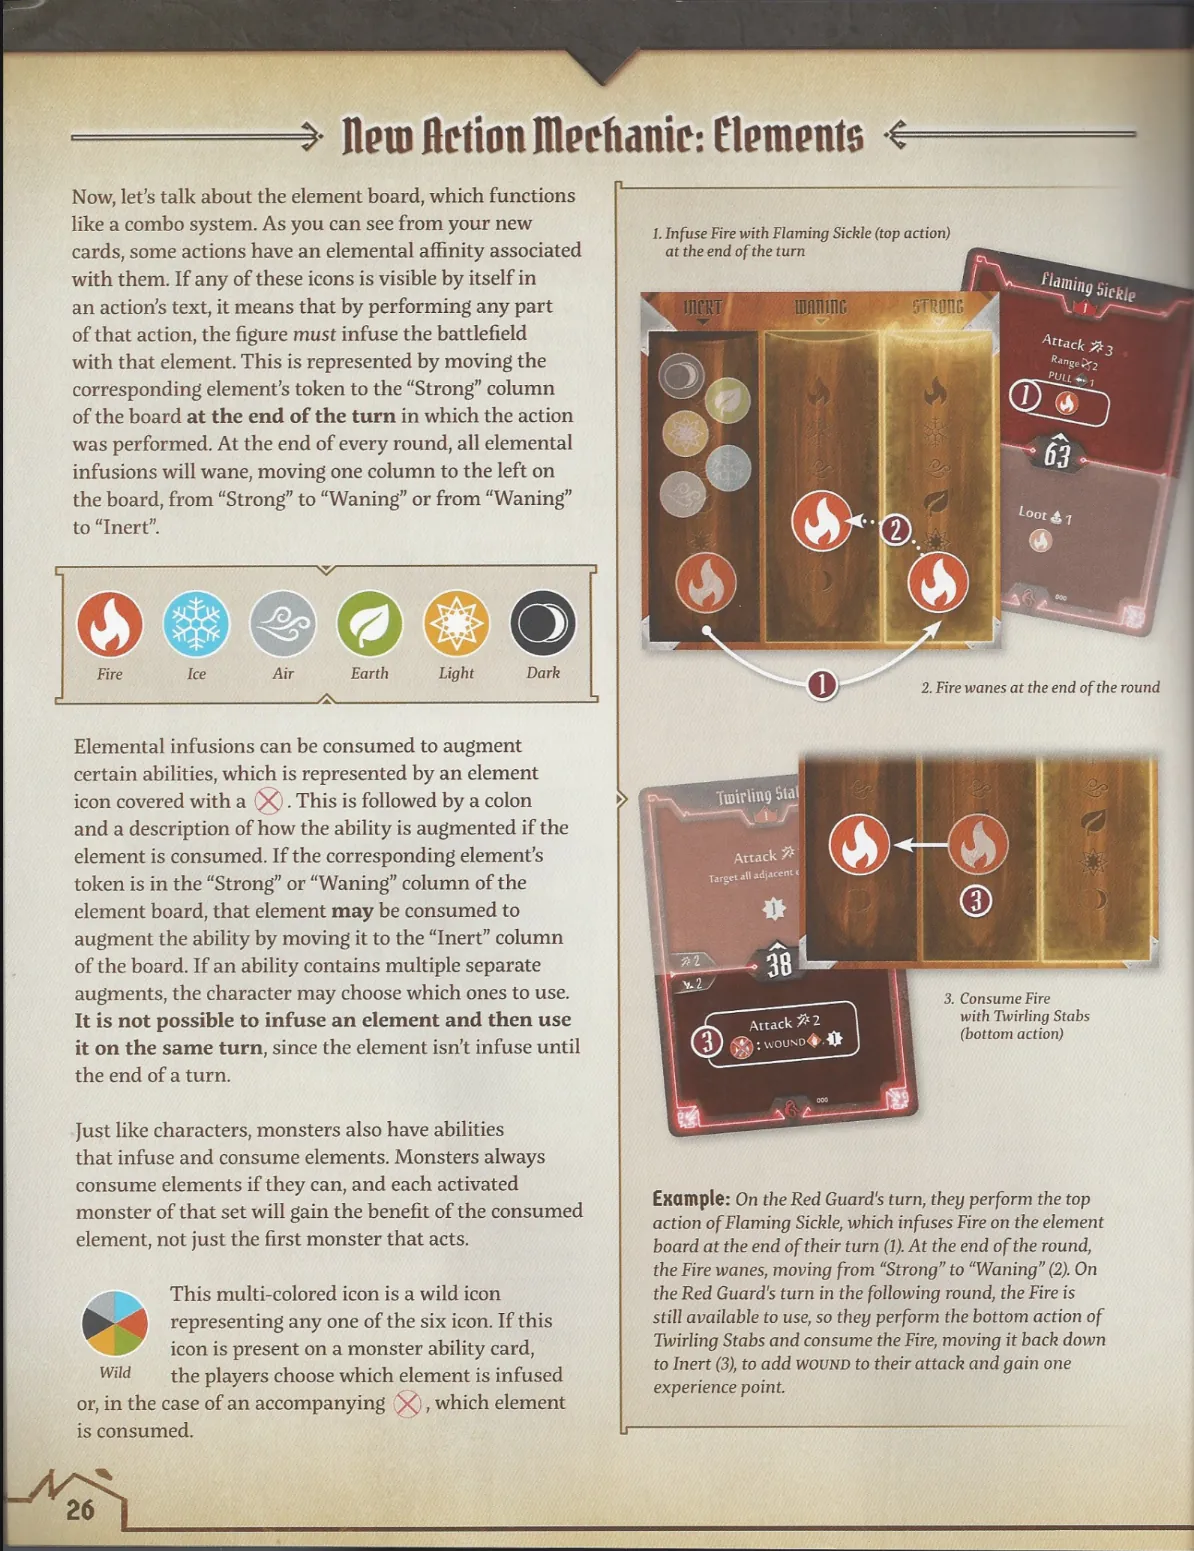 New Action Mechanic: Elements
Now, let's talk about the element board, which functions
like a combo system. As you can see from your new
cards, some actions have an elemental affinity associated
with them. If any of these icons is visible by itself in
an action's text, it means that by performing any part
of that action, the figure must infuse the battlefield
with that element. This is represented by moving the
corresponding element's token to the “Strong” column
of the board at the end of the turn in which the action
was performed. At the end of every round, all elemental
infusions will wane, moving one column to the left on
the board, from “Strong” to “Waning” or from “Waning”
to “Inert”.
Fire Ice Air Earth Light Dark
Elemental infusions can be consumed to augment
certain abilities, which is represented by an element
icon covered with a . This is followed by a colon
and a description of how the ability is augmented if the
element is consumed. If the corresponding element's
token is in the “Strong” or “Waning” column of the
element board, that element may be consumed to
augment the ability by moving it to the “Inert” column
of the board. If an ability contains multiple separate
augments, the character may choose which ones to use.
It is not possible to infuse an element and then use
it on the same turn, since the element isn't infuse until
the end of a turn.
Just like characters, monsters also have abilities
that infuse and consume elements. Monsters always
consume elements if they can, and each activated
monster of that set will gain the benefit of the consumed
element, not just the first monster that acts.
This multi-colored icon is a wild icon
representing any one of the six icon. If this
icon is present on a monster ability card,
Wild
the players choose which element is infused
or, in the case of an accompanying , which element
is consumed.
26
1. Infuse Fire with Flaming Sickle (top action)
at the end of the turn
INERT WANING STRONG
Flaming Sickle
1
Attack 3
Range 2
PULL 1
1
63
Loot 1
000
2
1
2. Fire wanes at the end of the round
Twirling Stab
1
Attack
Target all adjacent e
1
2
2
38
3
Attack 2
3
: WOUND , 1
000
3. Consume Fire
with Twirling Stabs
(bottom action)
Example: On the Red Guard's turn, they perform the top
action of Flaming Sickle, which infuses Fire on the element
board at the end of their turn (1). At the end of the round,
the Fire wanes, moving from “Strong” to “Waning” (2). On
the Red Guard's turn in the following round, the Fire is
still available to use, so they perform the bottom action of
Twirling Stabs and consume the Fire, moving it back down
to Inert (3), to add WOUND to their attack and gain one
experience point.